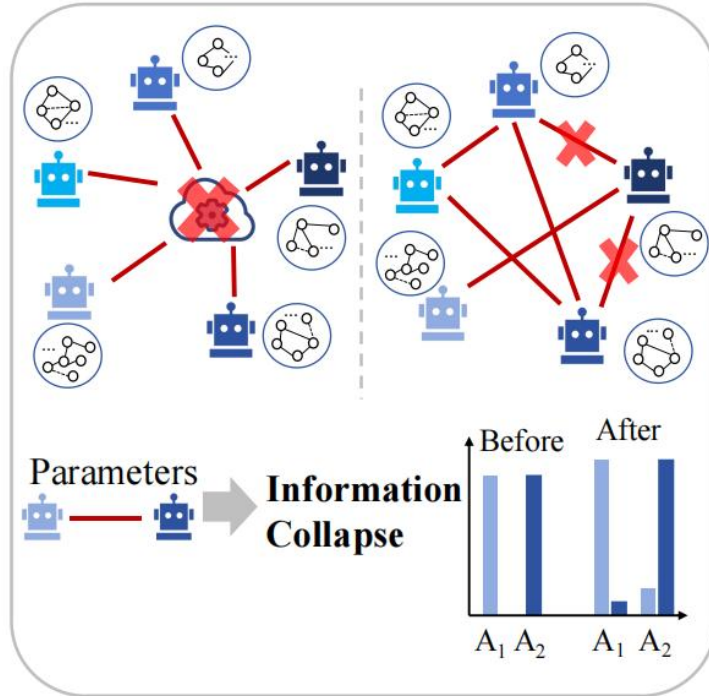 Parameters
Information
Collapse
Before
After
A₁ A₂
A₁ A₂